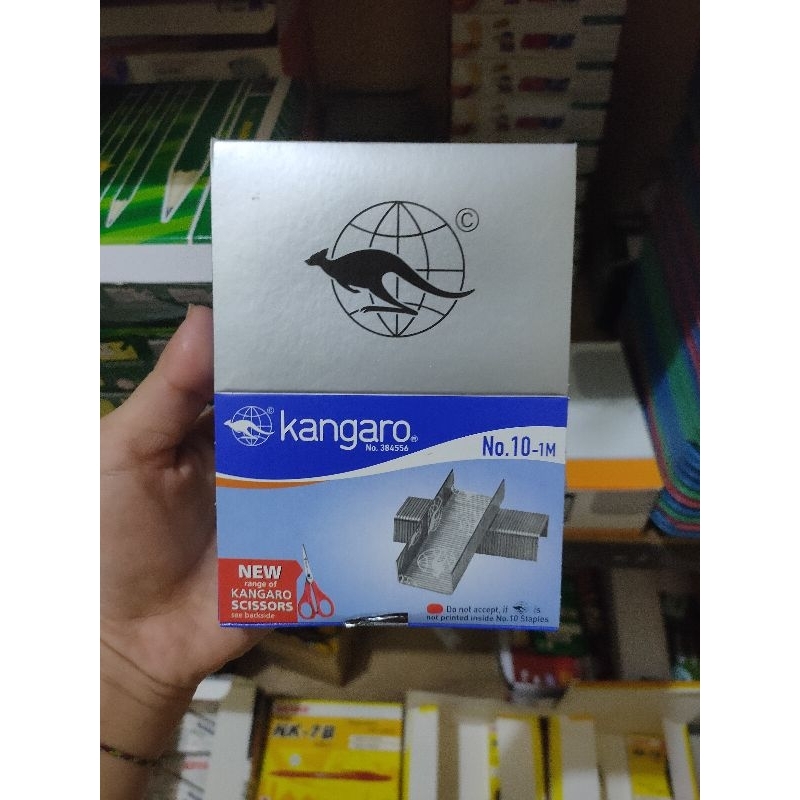 ©
©
kangaro®
No. 384556
No.10-1M
NEW
range of
KANGARO
SCISSORS
see backside
Do not accept, if is
not printed inside No.10 Staples